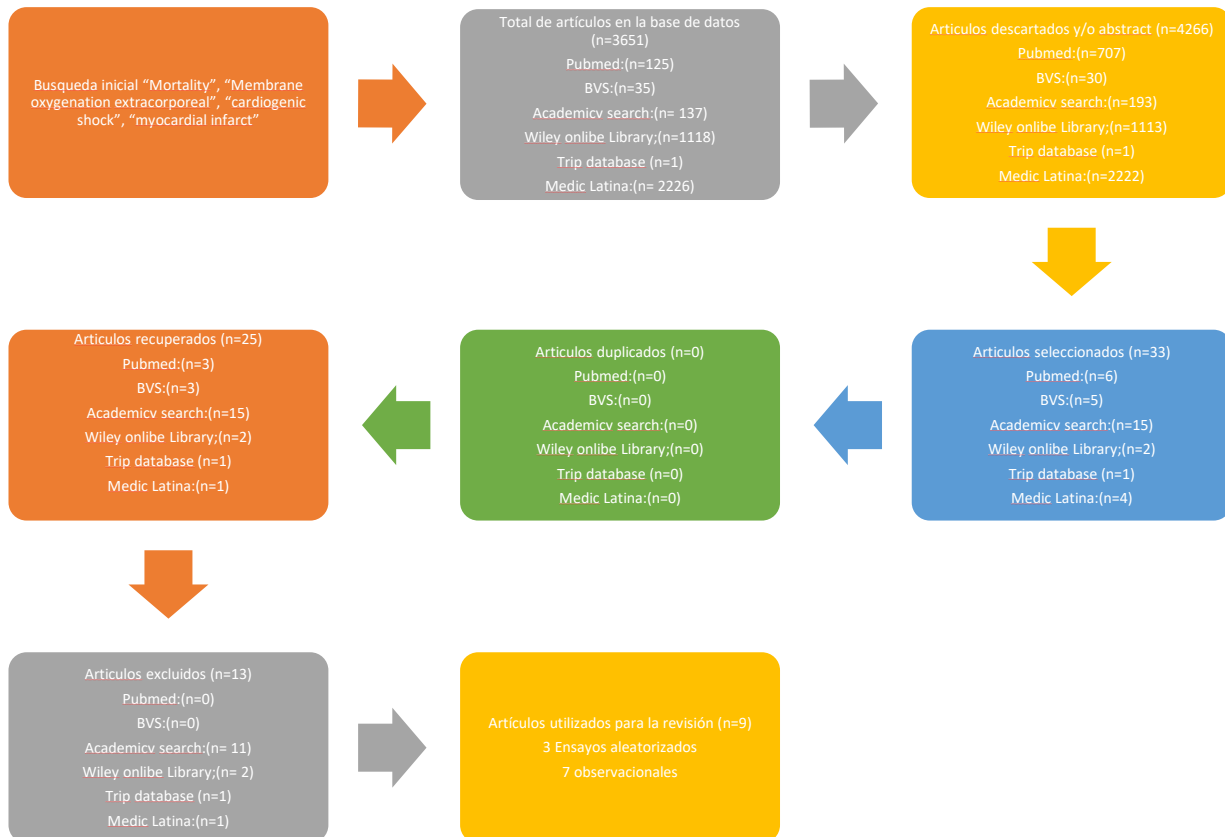 Busqueda inicial “Mortality”, “Membrane
oxygenation extracorporeal”, “cardiogenic
shock”, “myocardial infarct”
Total de artículos en la base de datos
(n=3651)
Pubmed:(n=125)
BVS:(n=35)
Academicv search:(n= 137)
Wiley onlibe Library;(n=1118)
Trip database (n=1)
Medic Latina:(n= 2226)
Articulos descartados y/o abstract (n=4266)
Pubmed:(n=707)
BVS:(n=30)
Academicv search:(n=193)
Wiley onlibe Library;(n=1113)
Trip database (n=1)
Medic Latina:(n=2222)
Articulos seleccionados (n=33)
Pubmed:(n=6)
BVS:(n=5)
Academicv search:(n=15)
Wiley onlibe Library;(n=2)
Trip database (n=1)
Medic Latina:(n=4)
Articulos duplicados (n=0)
Pubmed:(n=0)
BVS:(n=0)
Academicv search:(n=0)
Wiley onlibe Library;(n=0)
Trip database (n=0)
Medic Latina:(n=0)
Articulos recuperados (n=25)
Pubmed:(n=3)
BVS:(n=3)
Academicv search:(n=15)
Wiley onlibe Library;(n=2)
Trip database (n=1)
Medic Latina:(n=1)
Articulos excluidos (n=13)
Pubmed:(n=0)
BVS:(n=0)
Academicv search:(n= 11)
Wiley onlibe Library;(n= 2)
Trip database (n=1)
Medic Latina:(n=1)
Artículos utilizados para la revisión (n=9)
3 Ensayos aleatorizados
7 observacionales